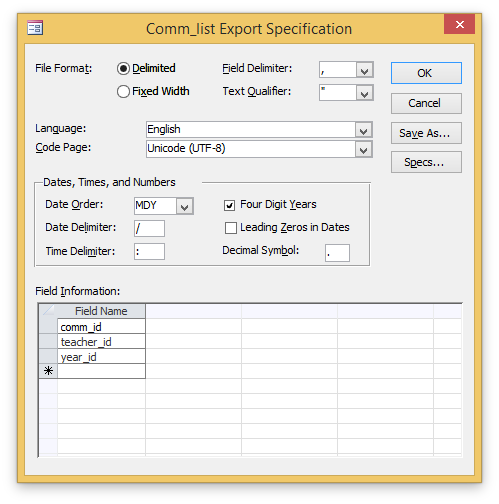 Comm_list Export Specification
File Format: Delimited Field Delimiter: , OK
Fixed Width Text Qualifier: " Cancel
Language: English Save As...
Code Page: Unicode (UTF-8) Specs...
Dates, Times, and Numbers
Date Order: MDY Four Digit Years
Date Delimiter: / Leading Zeros in Dates
Time Delimiter: : Decimal Symbol: .
Field Information:
Field Name
comm_id
teacher_id
year_id